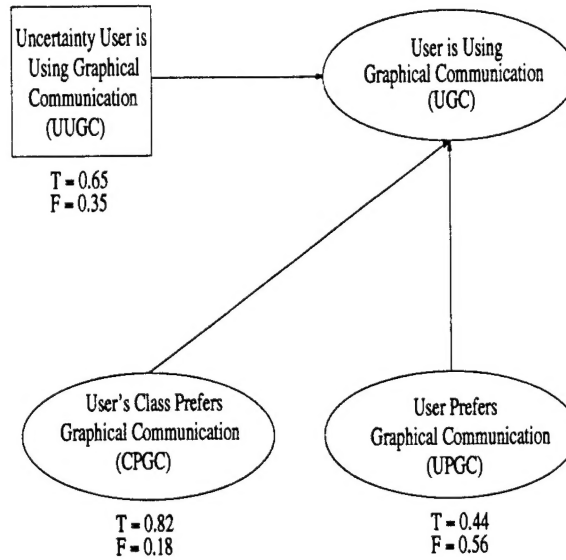 Uncertainty User is
Using Graphical
Communication
(UUGC)
T = 0.65
F = 0.35
User is Using
Graphical Communication
(UGC)
User's Class Prefers
Graphical Communication
(CPGC)
T = 0.82
F = 0.18
User Prefers
Graphical Communication
(UPGC)
T = 0.44
F = 0.56